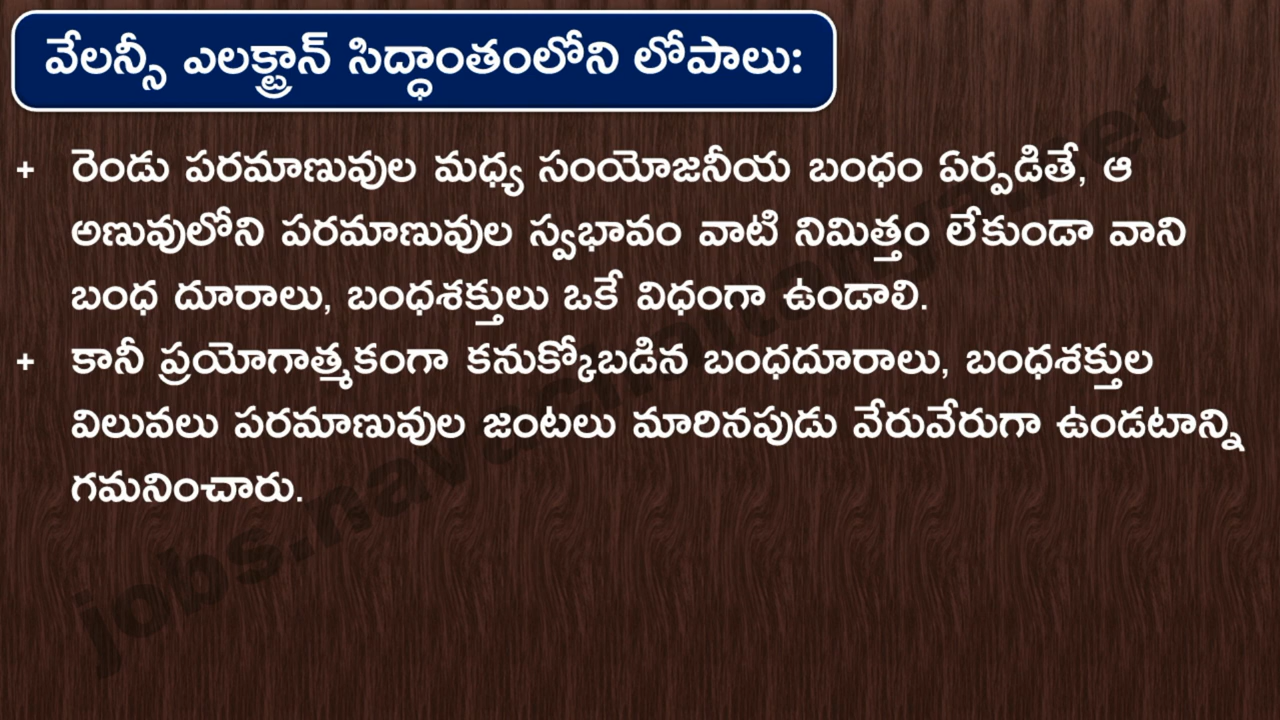 వేలన్సీ ఎలక్ట్రాన్ సిద్ధాంతంలోని లోపాలు:
+ రెండు పరమాణువుల మధ్య సంయోజనీయ బంధం ఏర్పడితే, ఆ
అణువులోని పరమాణువుల స్వభావం వాటి నిమిత్తం లేకుండా వాని
బంధ దూరాలు, బంధశక్తులు ఒకే విధంగా ఉండాలి.
+ కానీ ప్రయోగాత్మకంగా కనుక్కోబడిన బంధదూరాలు, బంధశక్తుల
విలువలు పరమాణువుల జంటలు మారినపుడు వేరువేరుగా ఉండటాన్ని
గమనించారు.